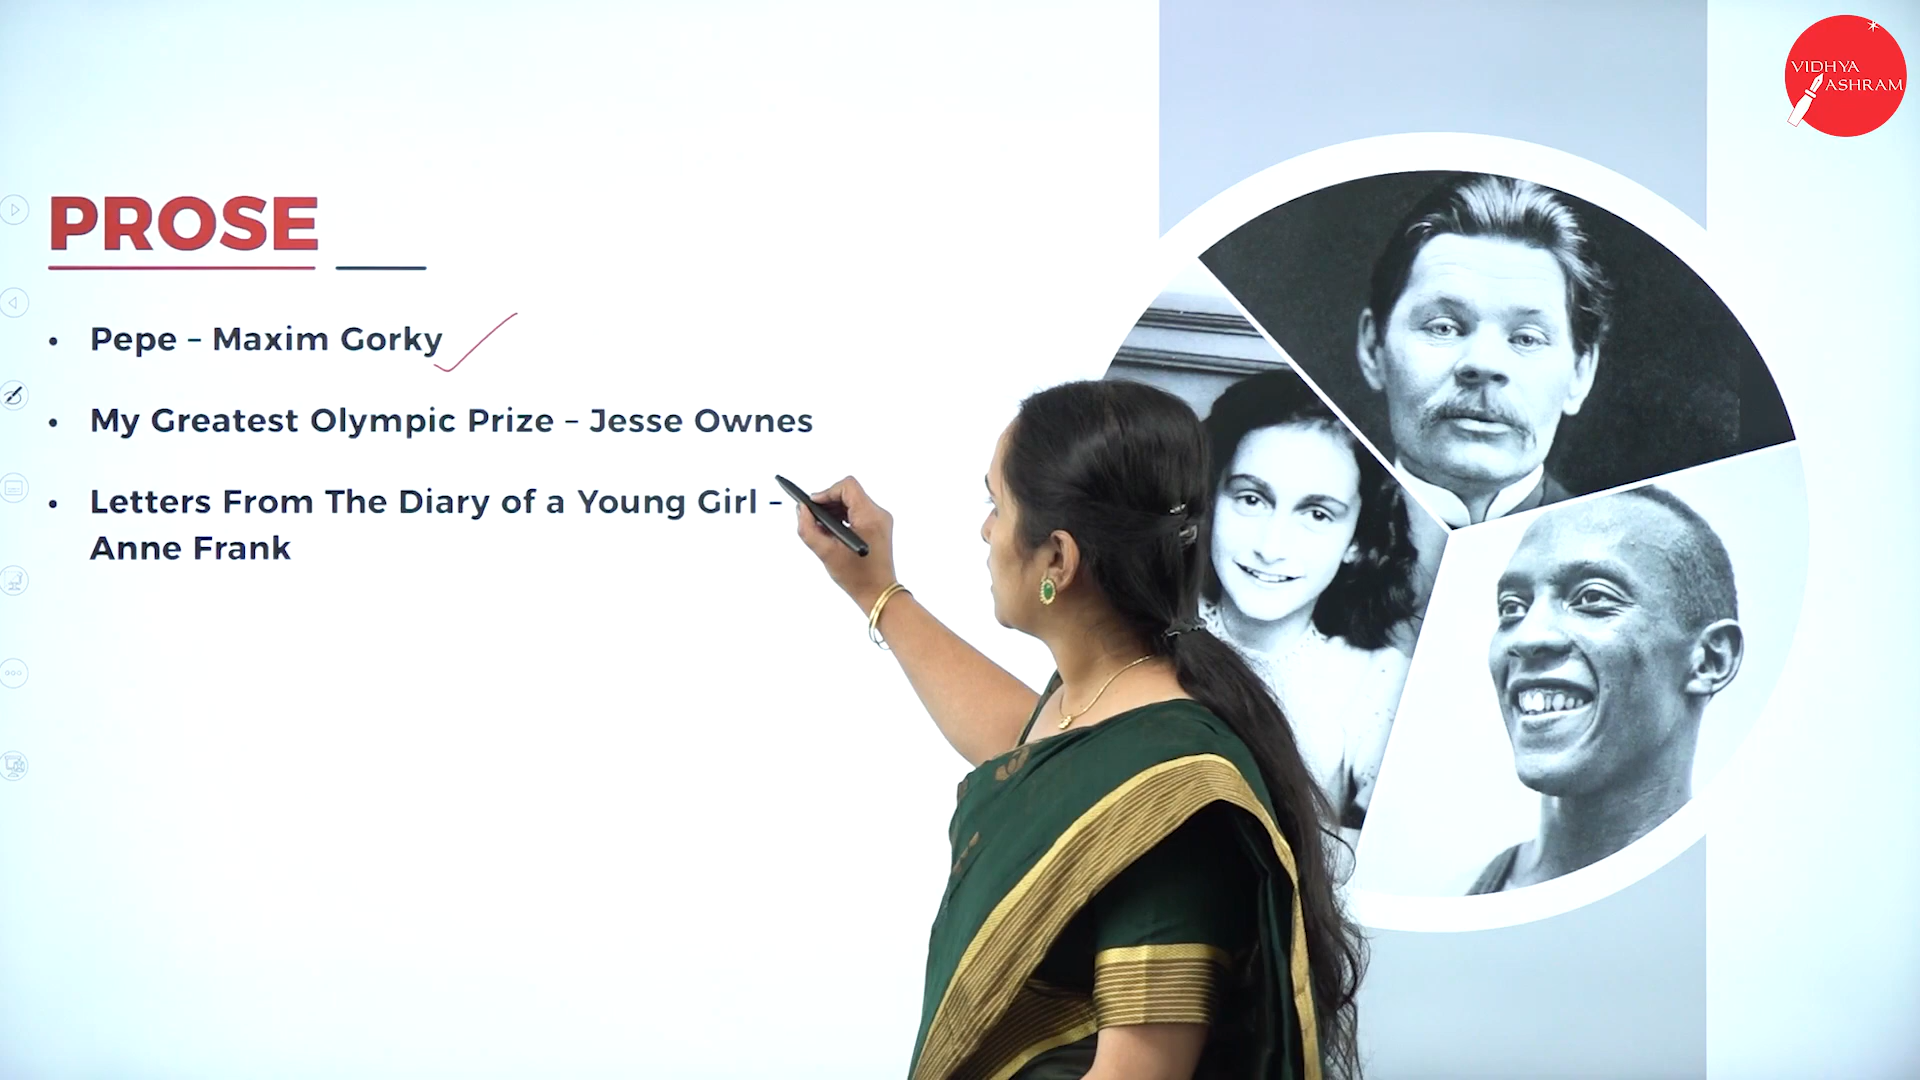 VIDHYA
ASHRAM
PROSE
• Pepe – Maxim Gorky
• My Greatest Olympic Prize – Jesse Ownes
• Letters From The Diary of a Young Girl –
Anne Frank